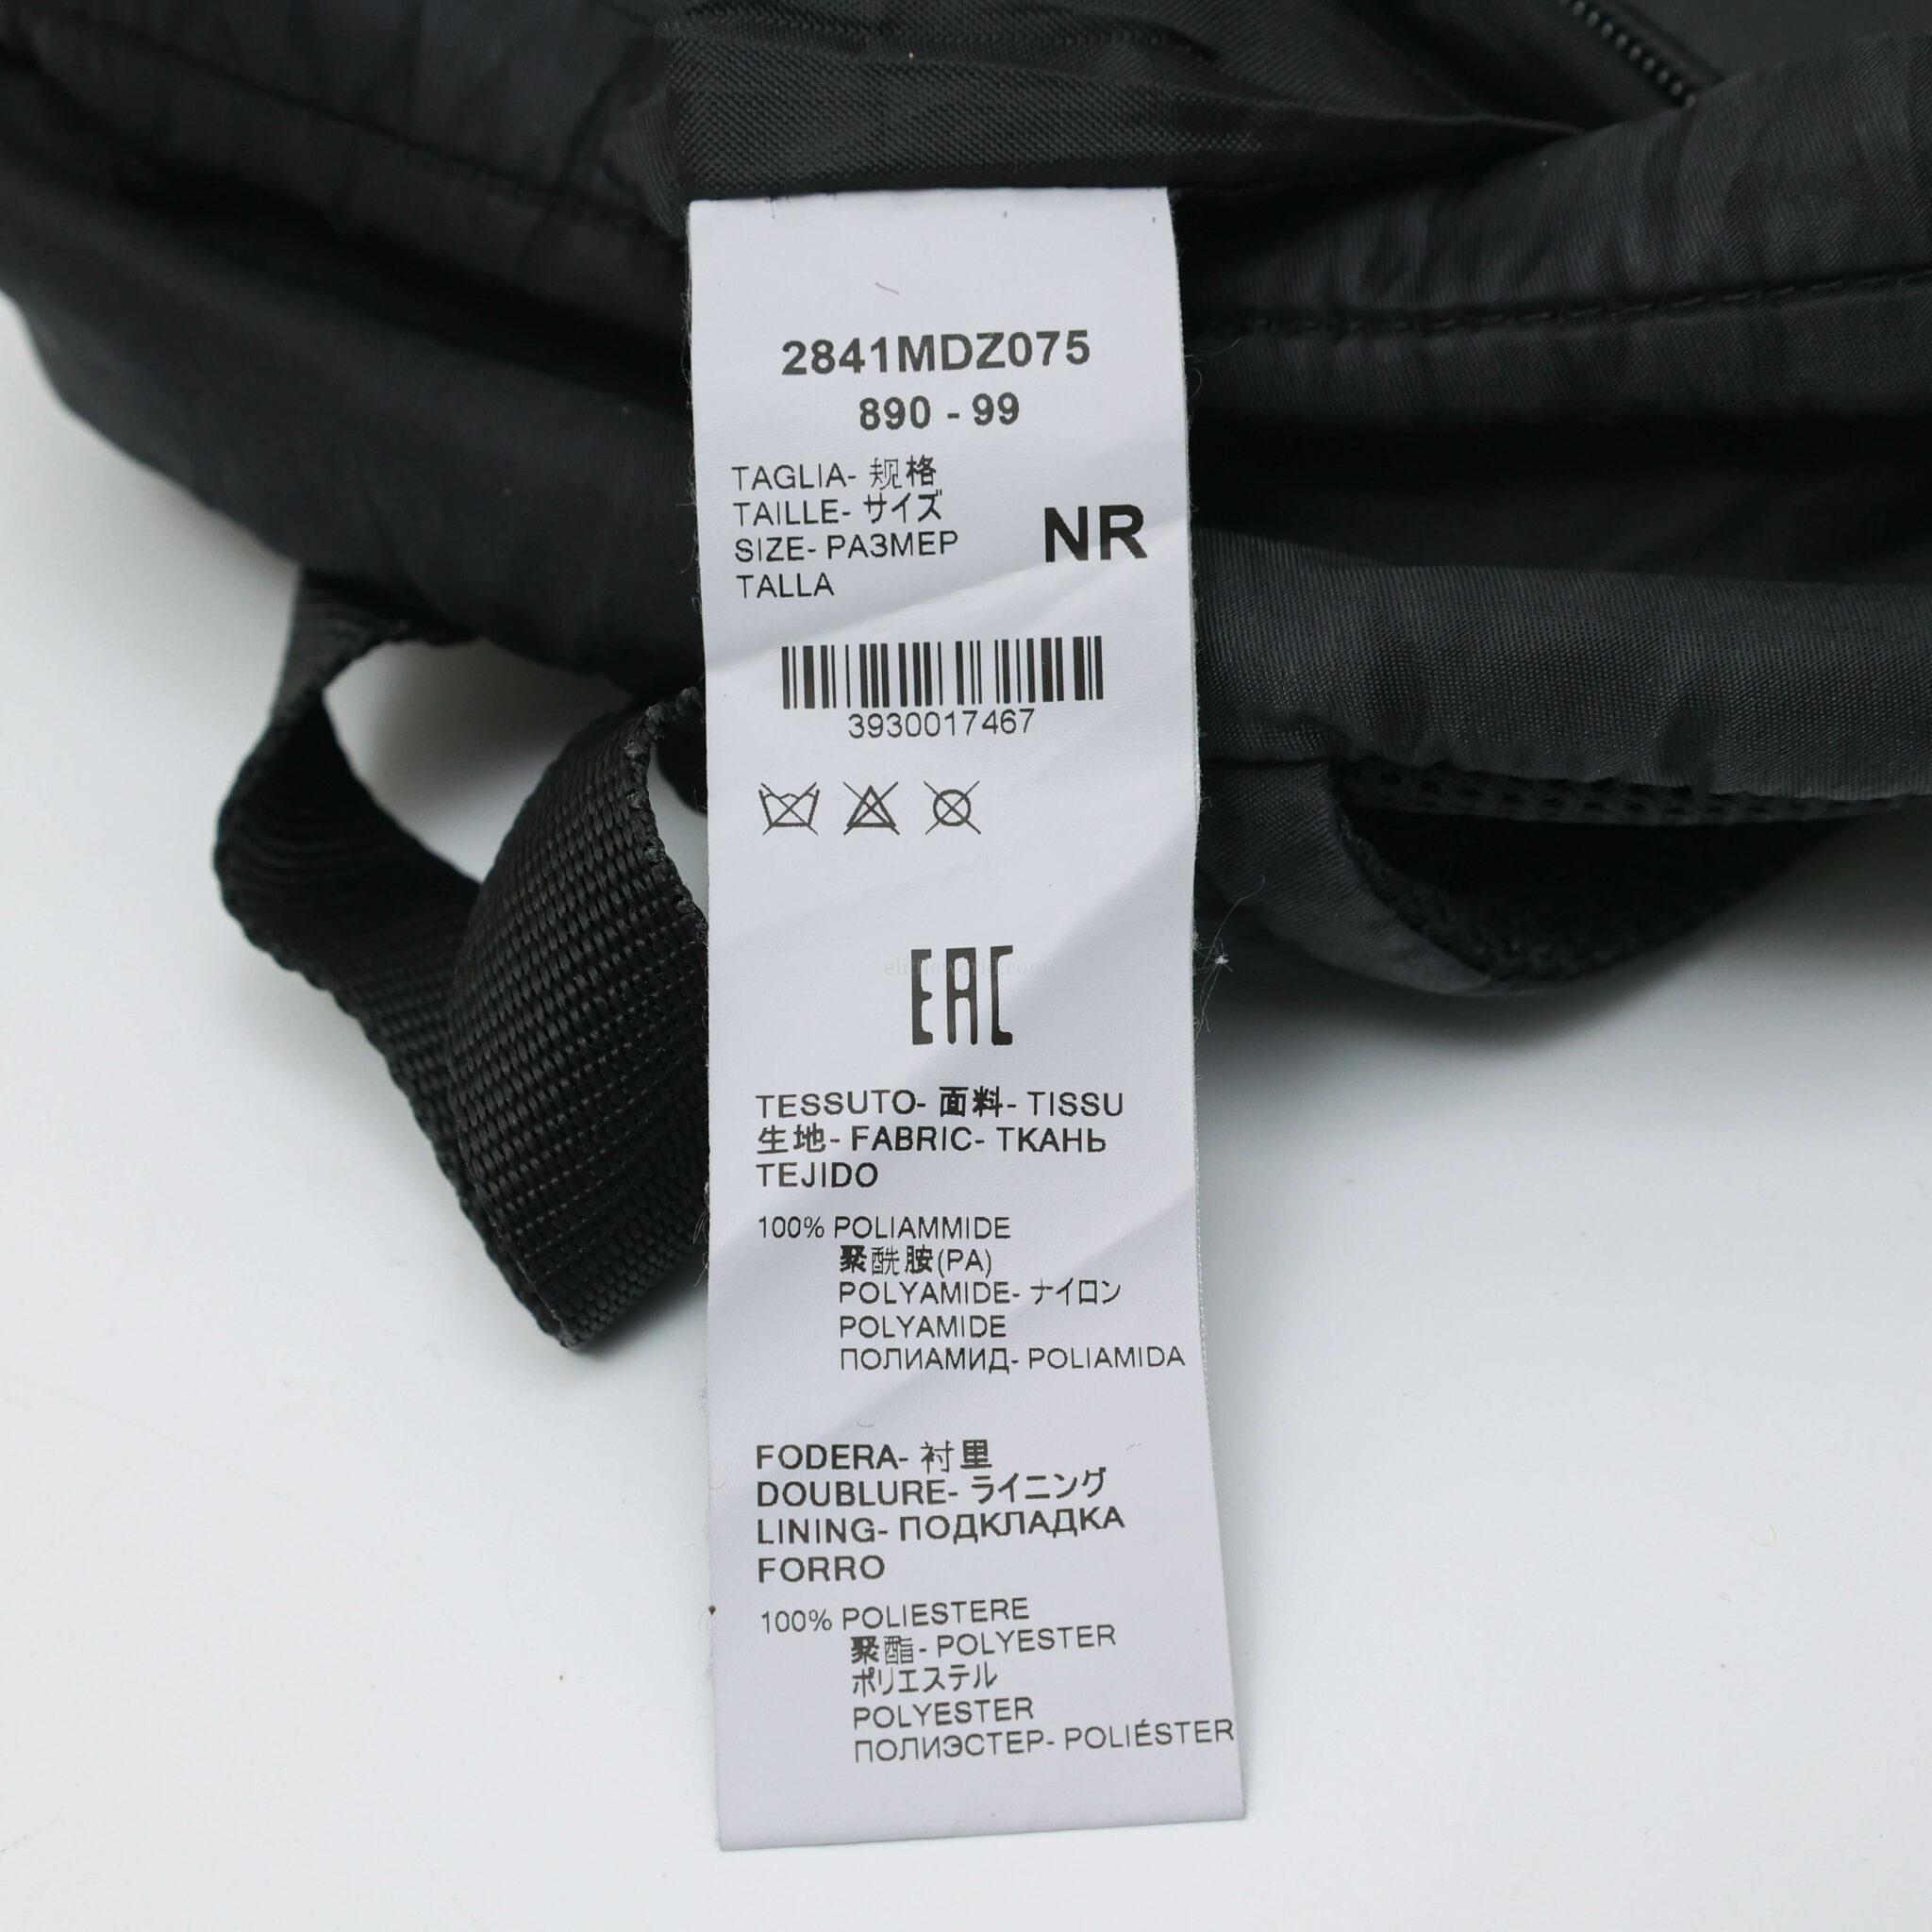 2841MDZ075
890 - 99
TAGLIA- 规格
TAILLE- サイズ
SIZE- РАЗМЕР
TALLA
NR
3930017467
EAC
TESSUTO- 面料- TISSU
生地- FABRIC- ТКАНЬ
TEJIDO
100% POLIAMMIDE
聚酰胺(PA)
POLYAMIDE- ナイロン
POLYAMIDE
ПОЛИАМИД- POLIAMIDA
FODERA- 衬里
DOUBLURE- ライニング
LINING- ПОДКЛАДКА
FORRO
100% POLIESTERE
聚酯- POLYESTER
ポリエステル
POLYESTER
ПОЛИЭСТЕР- POLIÉSTER